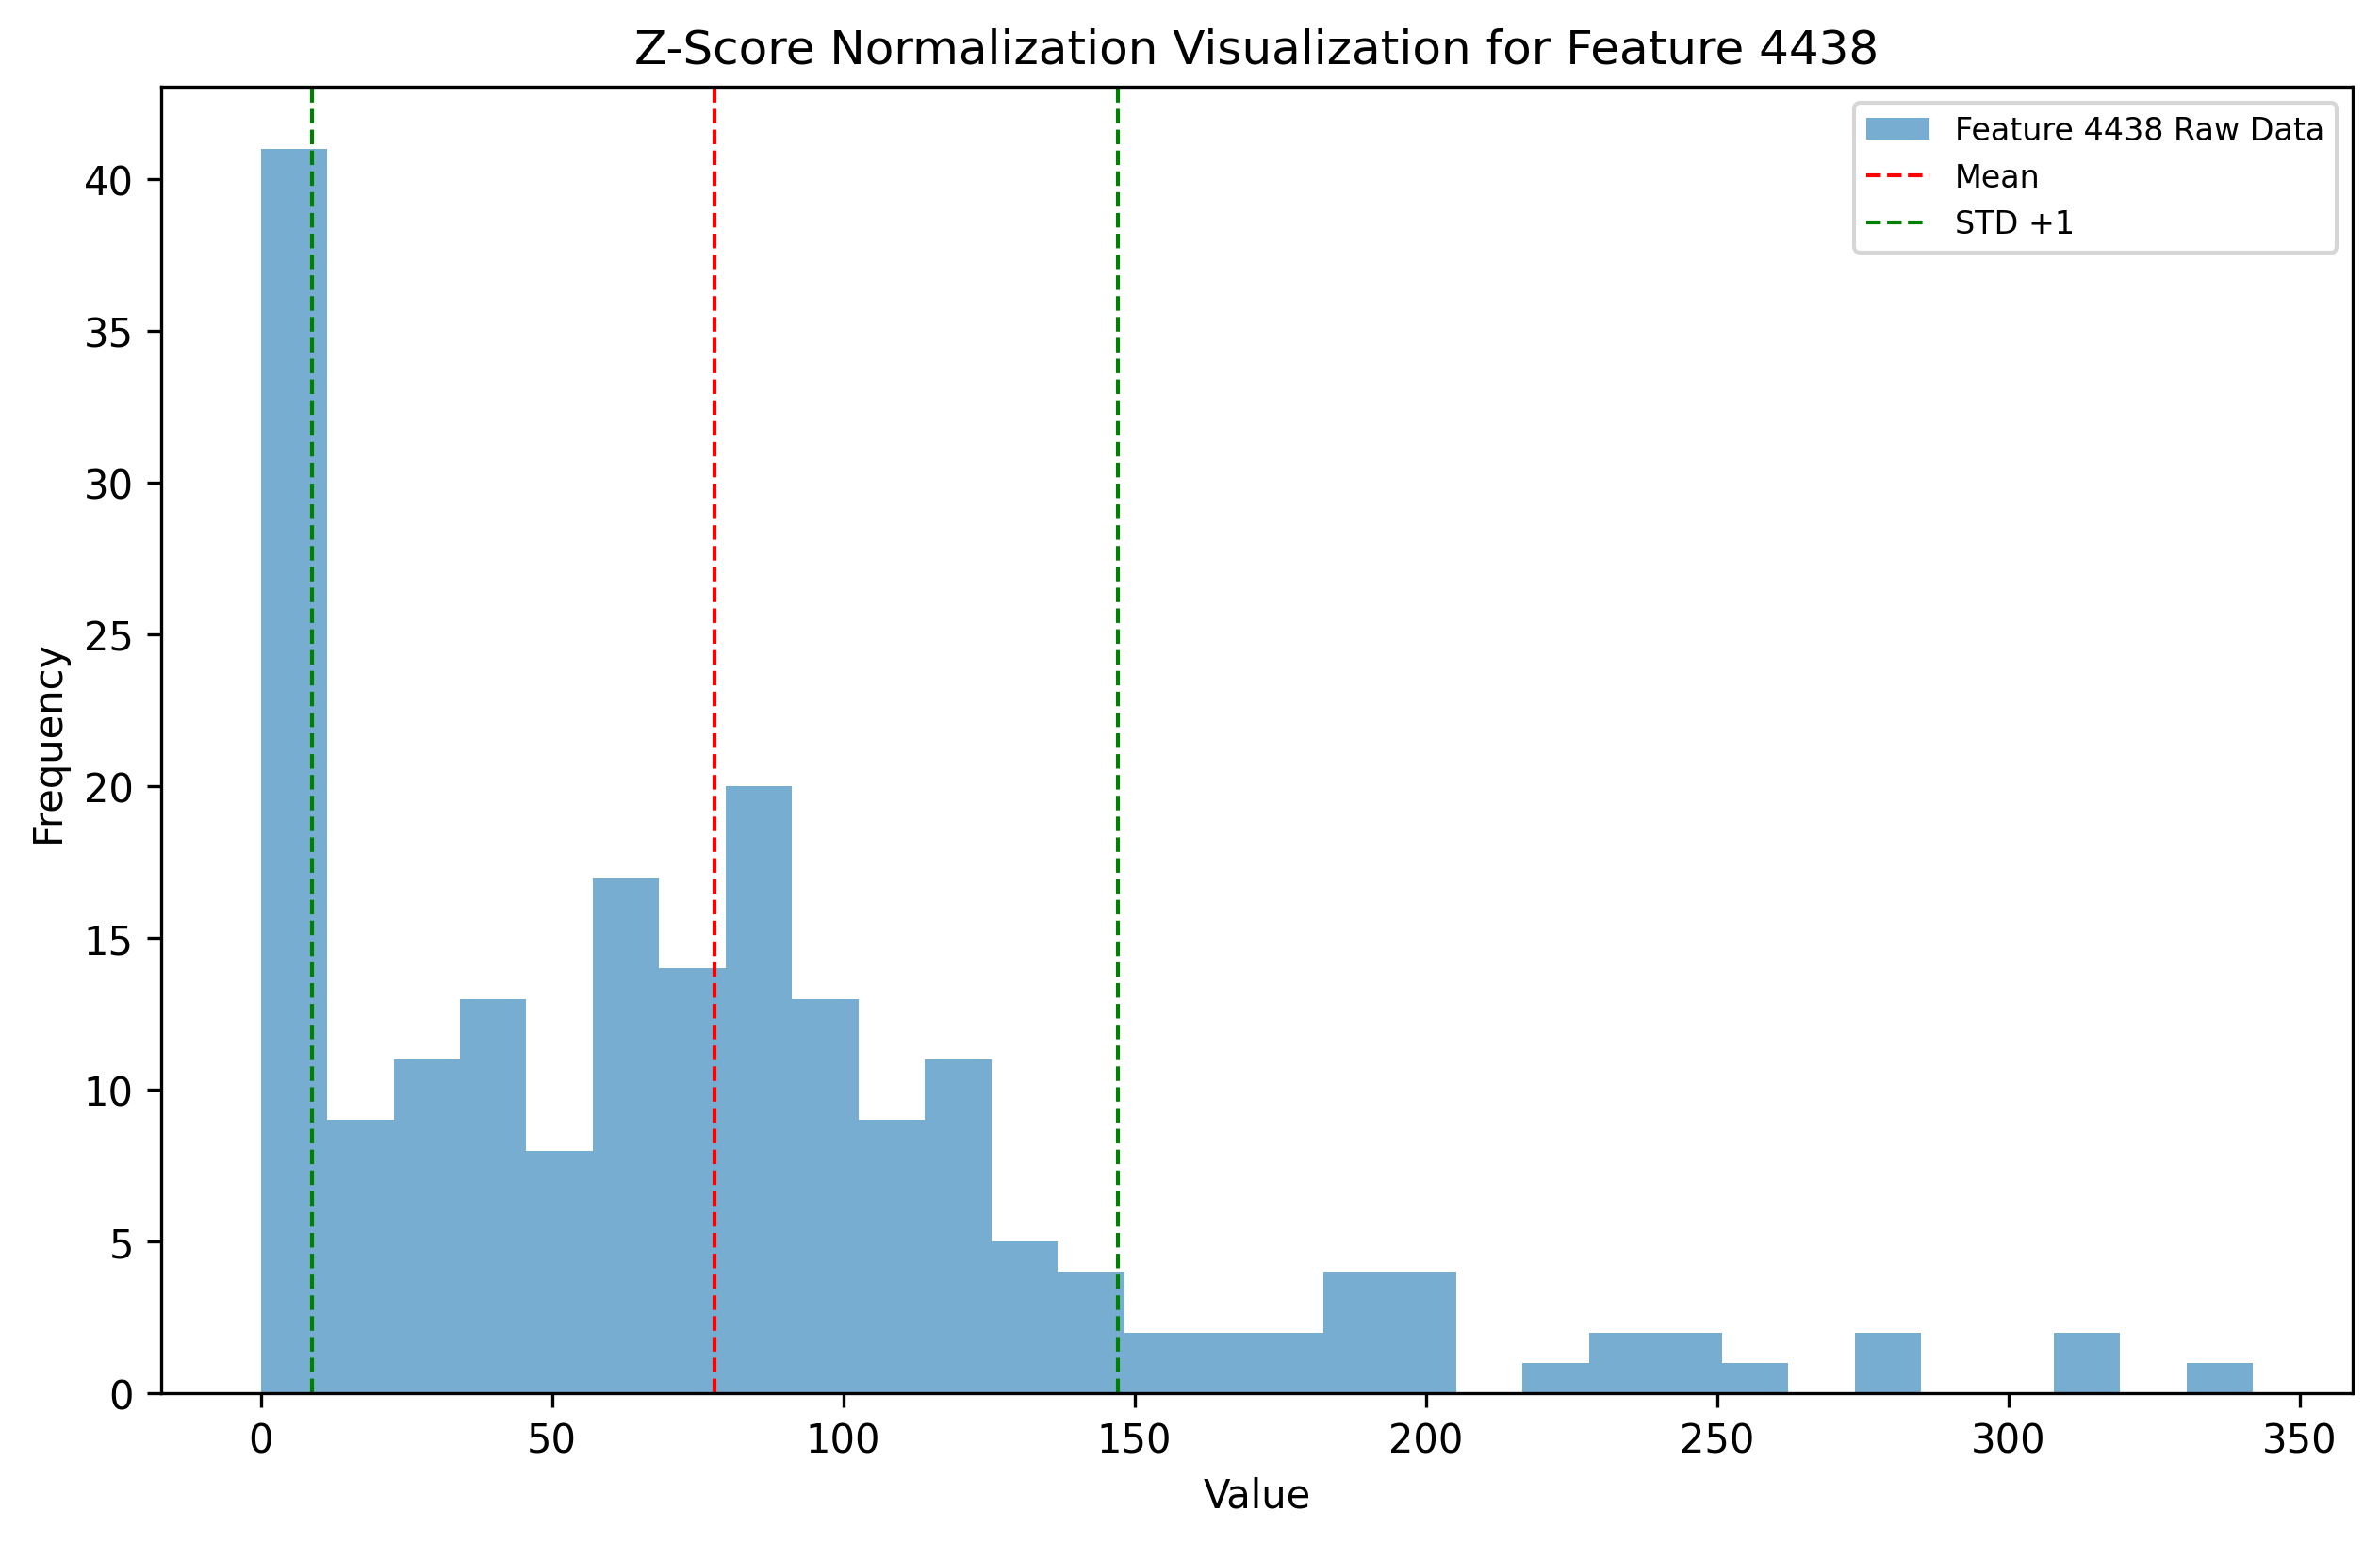 Z-Score Normalization Visualization for Feature 4438
Feature 4438 Raw Data
Mean
STD +1
Frequency
40
35
30
25
20
15
10
5
0
0 50 100 150 200 250 300 350
Value